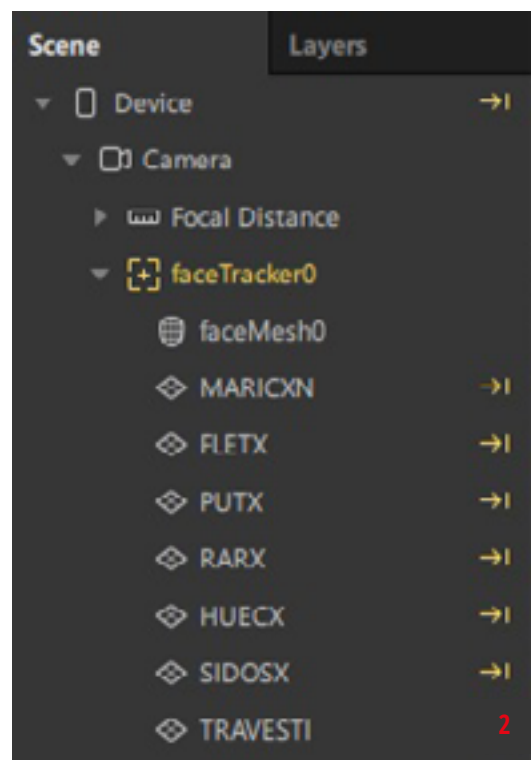 Scene Layers
Device
Camera
Focal Distance
faceTracker0
faceMesh0
MARICXN
FLETX
PUTX
RARX
HUECX
SIDOSX
TRAVESTI 2